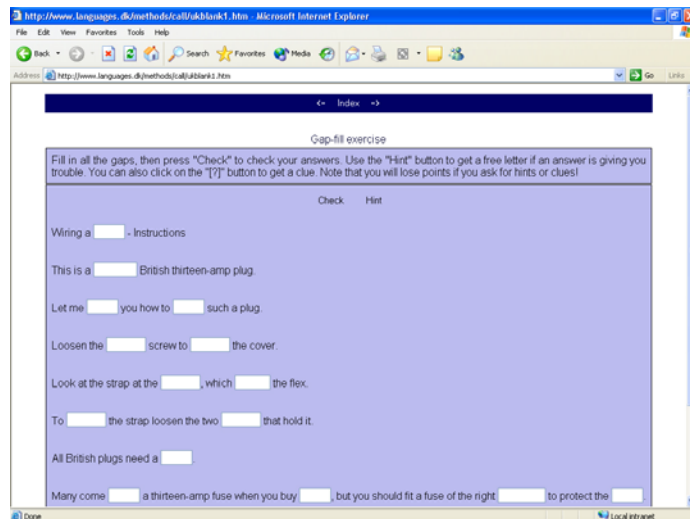 http://www.languages.dk/methods/call/ukblank1.htm - Microsoft Internet Explorer
File Edit View Favorites Tools Help
Back Search Favorites Media
Address http://www.languages.dk/methods/call/ukblank1.htm Go Links
<= Index =>
Gap-fill exercise
Fill in all the gaps, then press "Check" to check your answers. Use the "Hint" button to get a free letter if an answer is giving you
trouble. You can also click on the "[?]" button to get a clue. Note that you will lose points if you ask for hints or clues!
Check Hint
Wiring a - Instructions
This is a British thirteen-amp plug.
Let me you how to such a plug.
Loosen the screw to the cover.
Look at the strap at the , which the flex.
To the strap loosen the two that hold it.
All British plugs need a .
Many come a thirteen-amp fuse when you buy , but you should fit a fuse of the right to protect the .
Done Local intranet